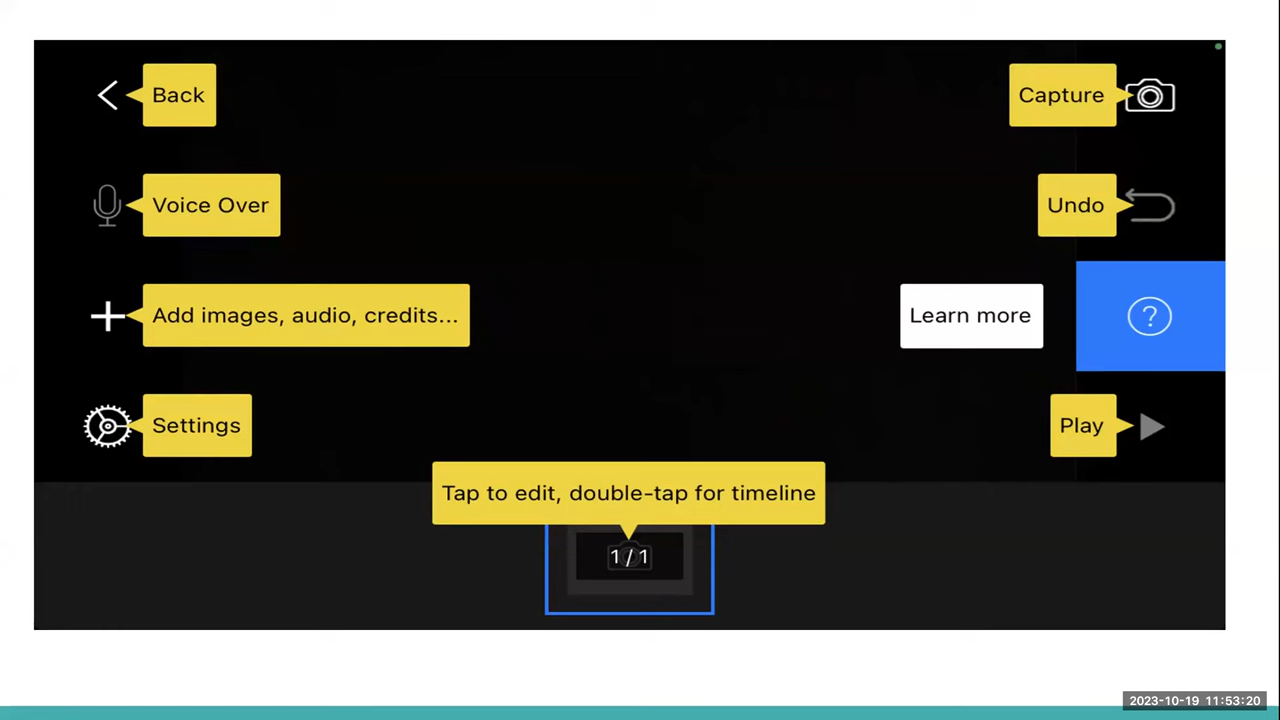 Back
Capture
Voice Over
Undo
Add images, audio, credits...
Learn more
?
Settings
Play
Tap to edit, double-tap for timeline
1/1
2023-10-19 11:53:20